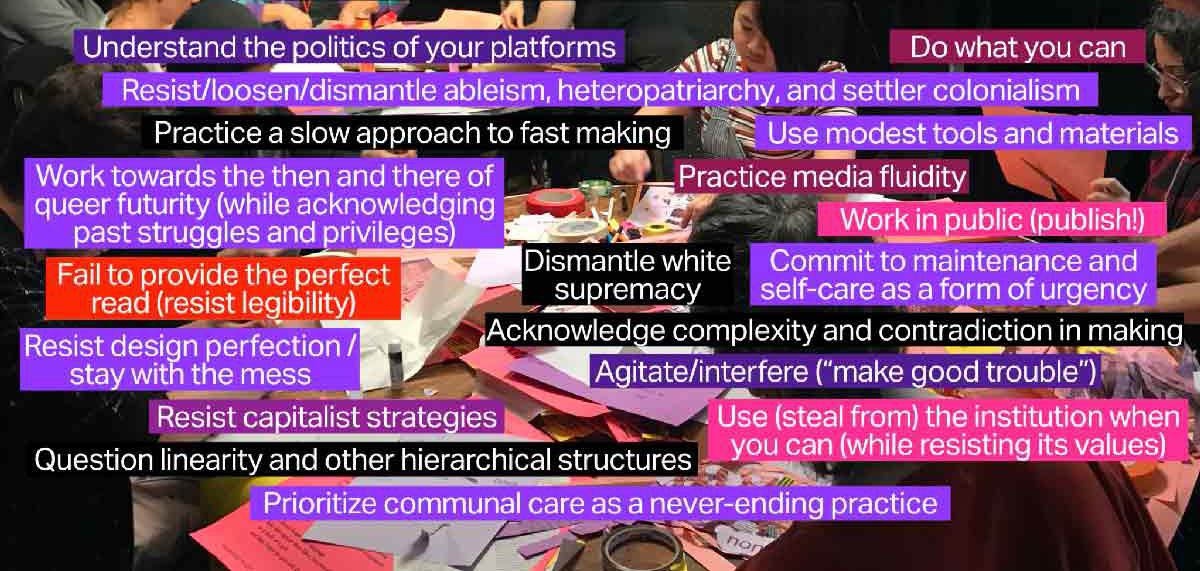 Understand the politics of your platforms
Do what you can
Resist/loosen/dismantle ableism, heteropatriarchy, and settler colonialism
Practice a slow approach to fast making
Use modest tools and materials
Work towards the then and there of
queer futurity (while acknowledging
past struggles and privileges)
Practice media fluidity
Work in public (publish!)
Fail to provide the perfect
read (resist legibility)
Dismantle white
supremacy
Commit to maintenance and
self-care as a form of urgency
Acknowledge complexity and contradiction in making
Resist design perfection /
stay with the mess
Agitate/interfere (“make good trouble”)
Resist capitalist strategies
Use (steal from) the institution when
you can (while resisting its values)
Question linearity and other hierarchical structures
Prioritize communal care as a never-ending practice
non